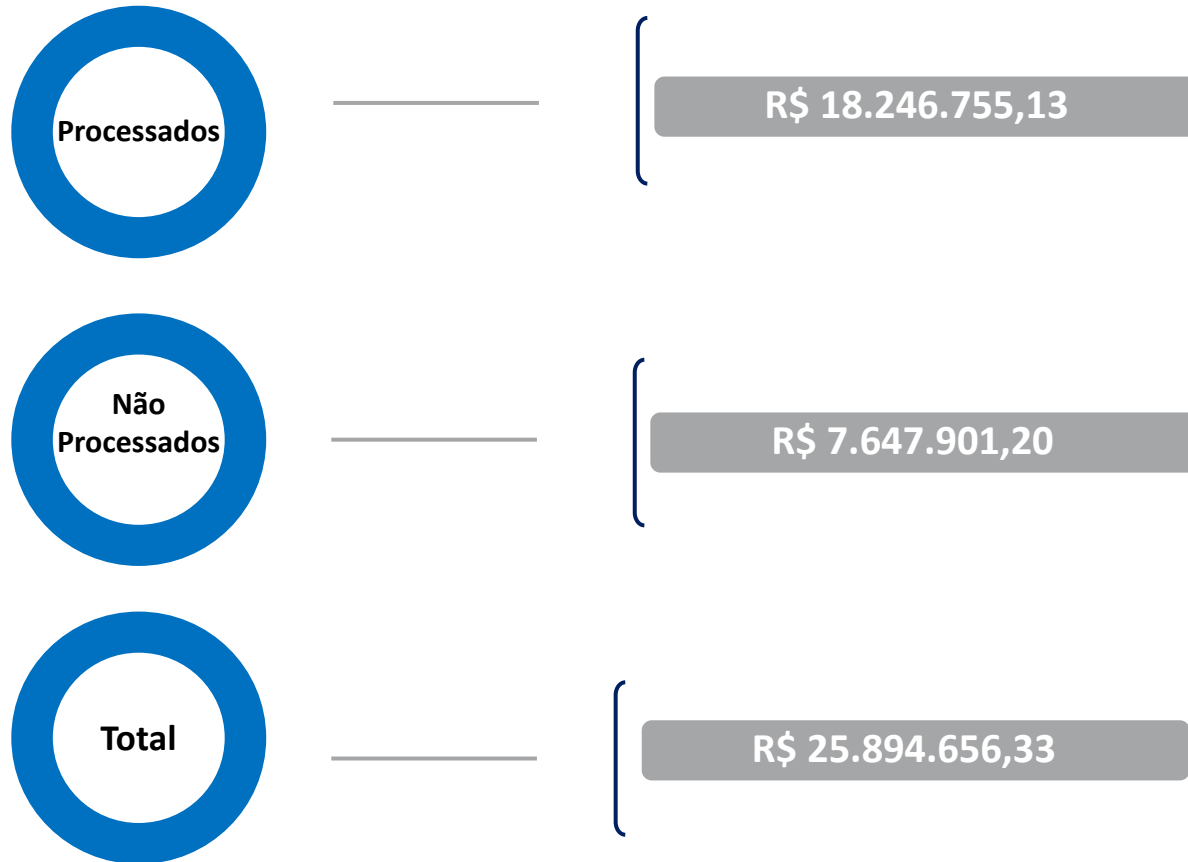 Processados
R$ 18.246.755,13
Não
Processados
R$ 7.647.901,20
Total
R$ 25.894.656,33